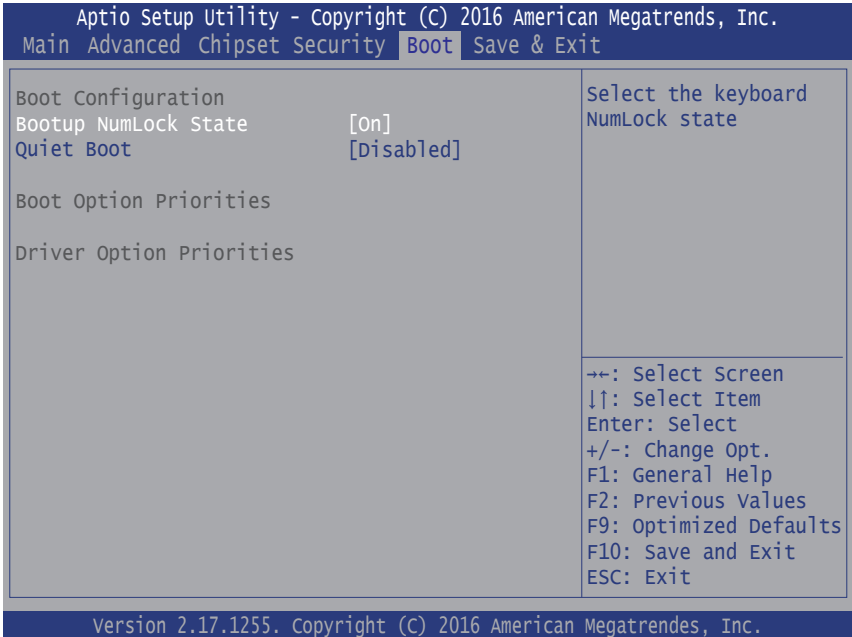 Aptio Setup Utility - Copyright (C) 2016 American Megatrends, Inc.
Main Advanced Chipset Security Boot Save & Exit
Boot Configuration
Bootup NumLock State [On]
Quiet Boot [Disabled]
Boot Option Priorities
Driver Option Priorities
Select the keyboard
NumLock state
→←: Select Screen
↓↑: Select Item
Enter: Select
+/-: Change Opt.
F1: General Help
F2: Previous Values
F9: Optimized Defaults
F10: Save and Exit
ESC: Exit
Version 2.17.1255. Copyright (C) 2016 American Megatrendes, Inc.